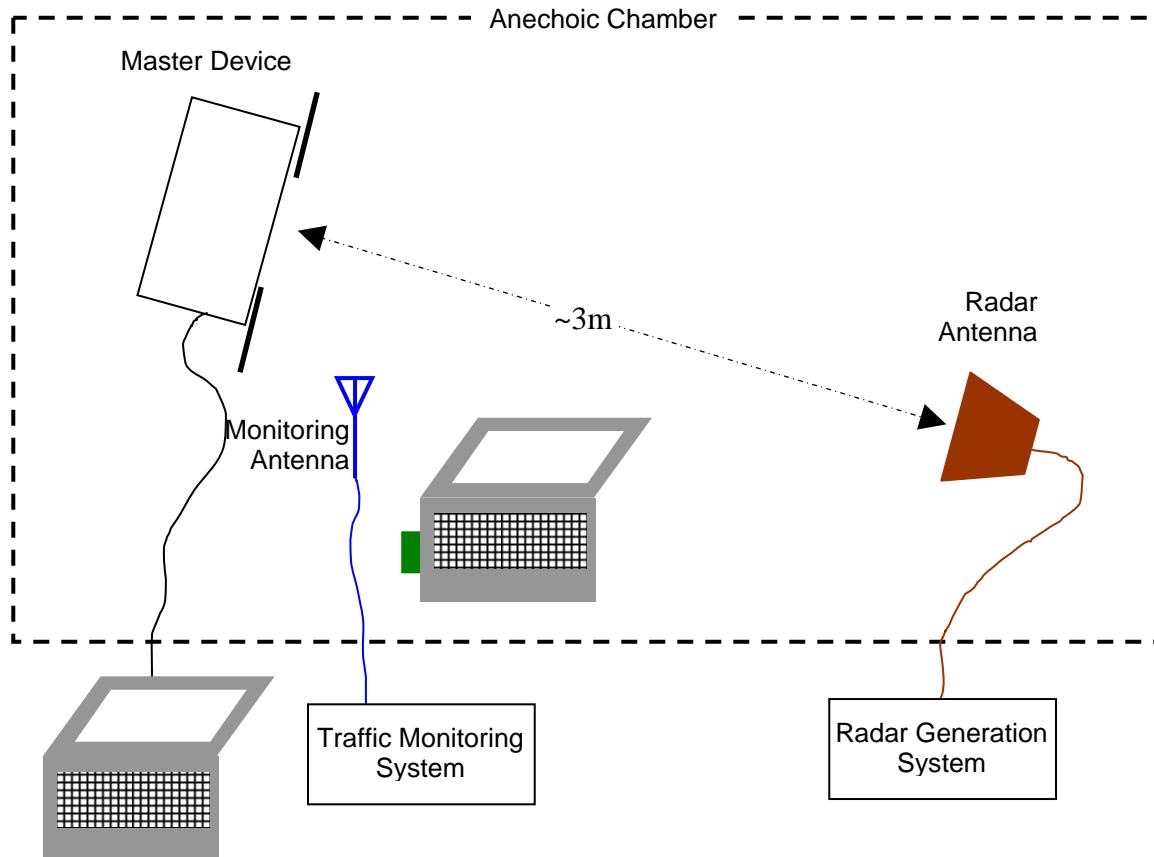 Anechoic Chamber
Master Device
~3m
Radar
Antenna
Monitoring
Antenna
Traffic Monitoring
System
Radar Generation
System